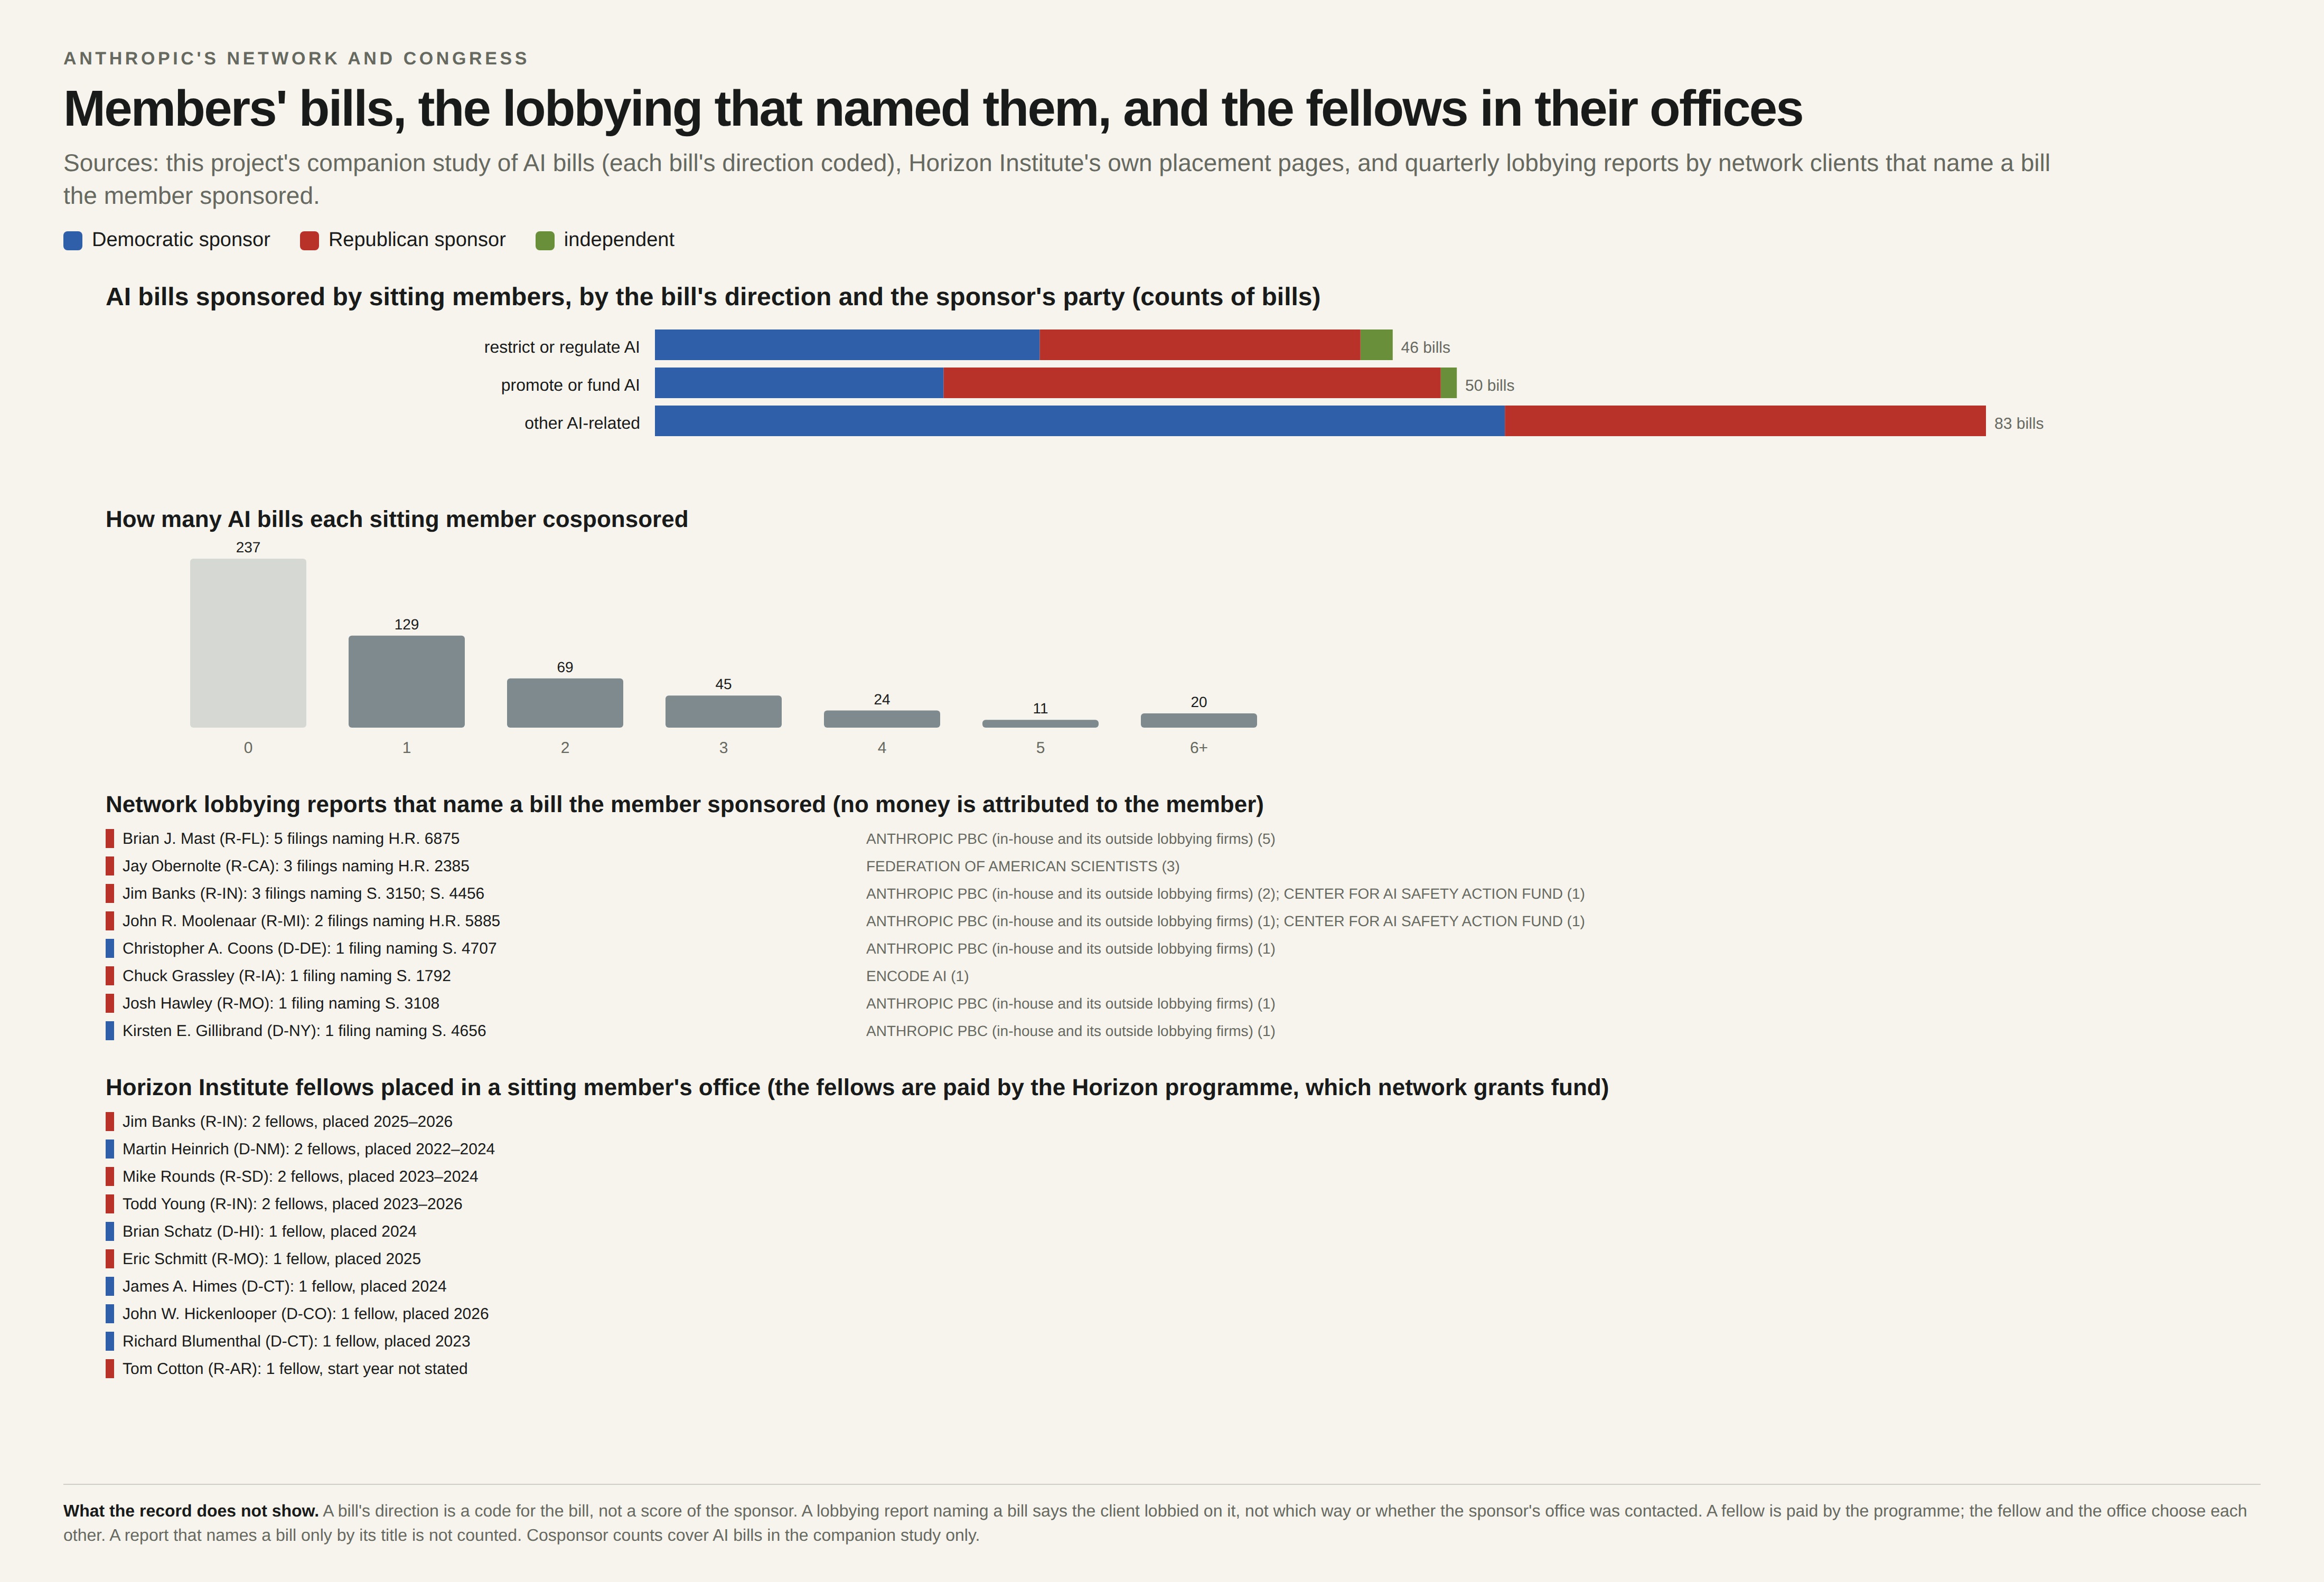 ANTHROPIC'S NETWORK AND CONGRESS
Members' bills, the lobbying that named them, and the fellows in their offices
Sources: this project's companion study of AI bills (each bill's direction coded), Horizon Institute's own placement pages, and quarterly lobbying reports by network clients that name a bill
the member sponsored.
Democratic sponsor Republican sponsor independent
AI bills sponsored by sitting members, by the bill's direction and the sponsor's party (counts of bills)
restrict or regulate AI 46 bills
promote or fund AI 50 bills
other AI-related 83 bills
How many AI bills each sitting member cosponsored
237 129 69 45 24 11 20
0 1 2 3 4 5 6+
Network lobbying reports that name a bill the member sponsored (no money is attributed to the member)
Brian J. Mast (R-FL): 5 filings naming H.R. 6875 ANTHROPIC PBC (in-house and its outside lobbying firms) (5)
Jay Obernolte (R-CA): 3 filings naming H.R. 2385 FEDERATION OF AMERICAN SCIENTISTS (3)
Jim Banks (R-IN): 3 filings naming S. 3150; S. 4456 ANTHROPIC PBC (in-house and its outside lobbying firms) (2); CENTER FOR AI SAFETY ACTION FUND (1)
John R. Moolenaar (R-MI): 2 filings naming H.R. 5885 ANTHROPIC PBC (in-house and its outside lobbying firms) (1); CENTER FOR AI SAFETY ACTION FUND (1)
Christopher A. Coons (D-DE): 1 filing naming S. 4707 ANTHROPIC PBC (in-house and its outside lobbying firms) (1)
Chuck Grassley (R-IA): 1 filing naming S. 1792 ENCODE AI (1)
Josh Hawley (R-MO): 1 filing naming S. 3108 ANTHROPIC PBC (in-house and its outside lobbying firms) (1)
Kirsten E. Gillibrand (D-NY): 1 filing naming S. 4656 ANTHROPIC PBC (in-house and its outside lobbying firms) (1)
Horizon Institute fellows placed in a sitting member's office (the fellows are paid by the Horizon programme, which network grants fund)
Jim Banks (R-IN): 2 fellows, placed 2025–2026
Martin Heinrich (D-NM): 2 fellows, placed 2022–2024
Mike Rounds (R-SD): 2 fellows, placed 2023–2024
Todd Young (R-IN): 2 fellows, placed 2023–2026
Brian Schatz (D-HI): 1 fellow, placed 2024
Eric Schmitt (R-MO): 1 fellow, placed 2025
James A. Himes (D-CT): 1 fellow, placed 2024
John W. Hickenlooper (D-CO): 1 fellow, placed 2026
Richard Blumenthal (D-CT): 1 fellow, placed 2023
Tom Cotton (R-AR): 1 fellow, start year not stated
What the record does not show. A bill's direction is a code for the bill, not a score of the sponsor. A lobbying report naming a bill says the client lobbied on it, not which way or whether the sponsor's office was contacted. A fellow is paid by the programme; the fellow and the office choose each
other. A report that names a bill only by its title is not counted. Cosponsor counts cover AI bills in the companion study only.